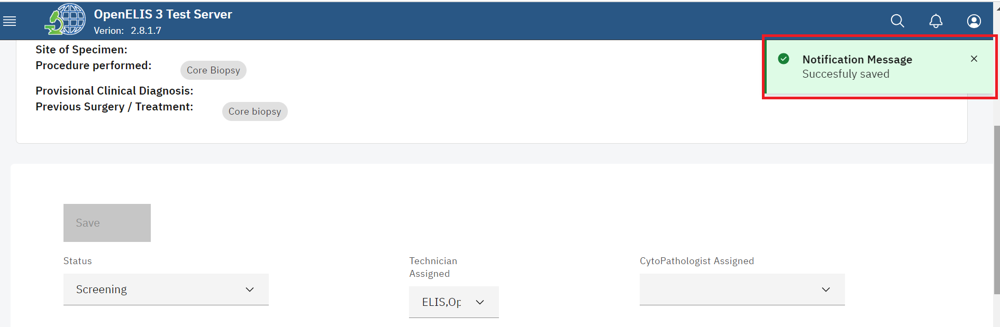 OpenELIS 3 Test Server
Verion: 2.8.1.7
Site of Specimen:
Procedure performed: Core Biopsy
Provisional Clinical Diagnosis:
Previous Surgery / Treatment: Core biopsy
Notification Message
Succesfuly saved
Save
Status
Screening
Technician
Assigned
ELIS,Op
CytoPathologist Assigned